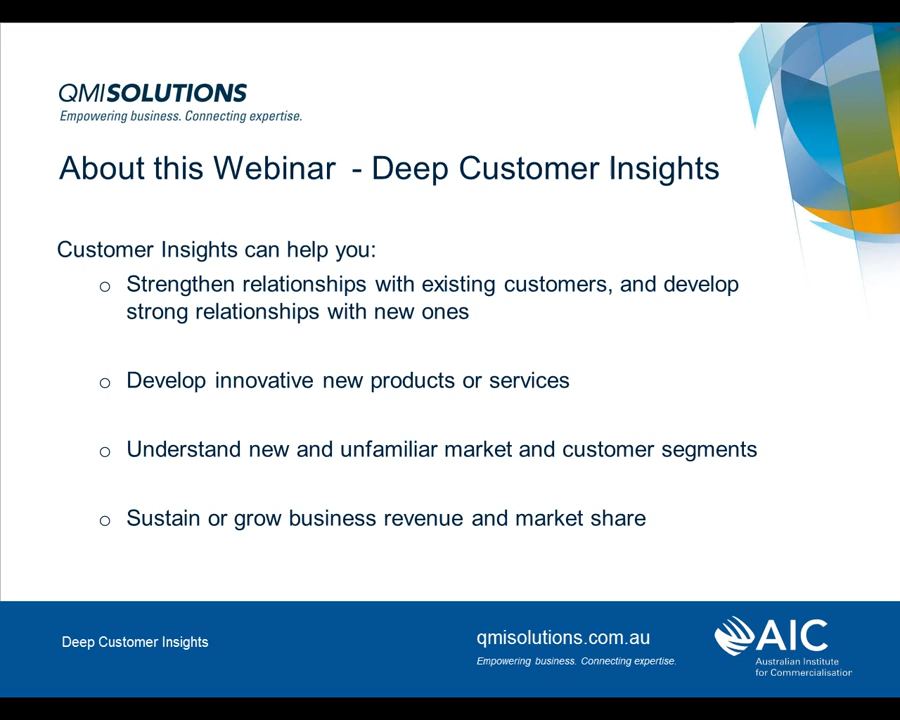 QMISOLUTIONS
Empowering business. Connecting expertise.
About this Webinar - Deep Customer Insights
Customer Insights can help you:
o Strengthen relationships with existing customers, and develop
strong relationships with new ones
o Develop innovative new products or services
o Understand new and unfamiliar market and customer segments
o Sustain or grow business revenue and market share
Deep Customer Insights
qmisolutions.com.au
Empowering business. Connecting expertise.
AIC
Australian Institute
for Commercialisation